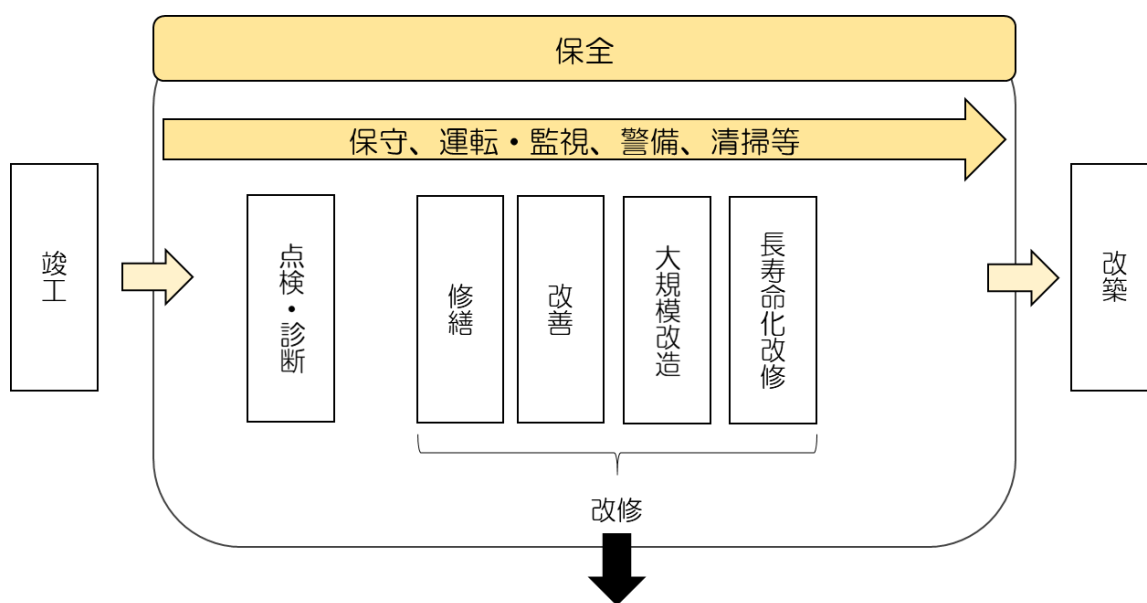 保全
保守、運転・監視、警備、清掃等
竣工
点検・診断
修繕
改善
大規模改造
長寿命化改修
改築
改修